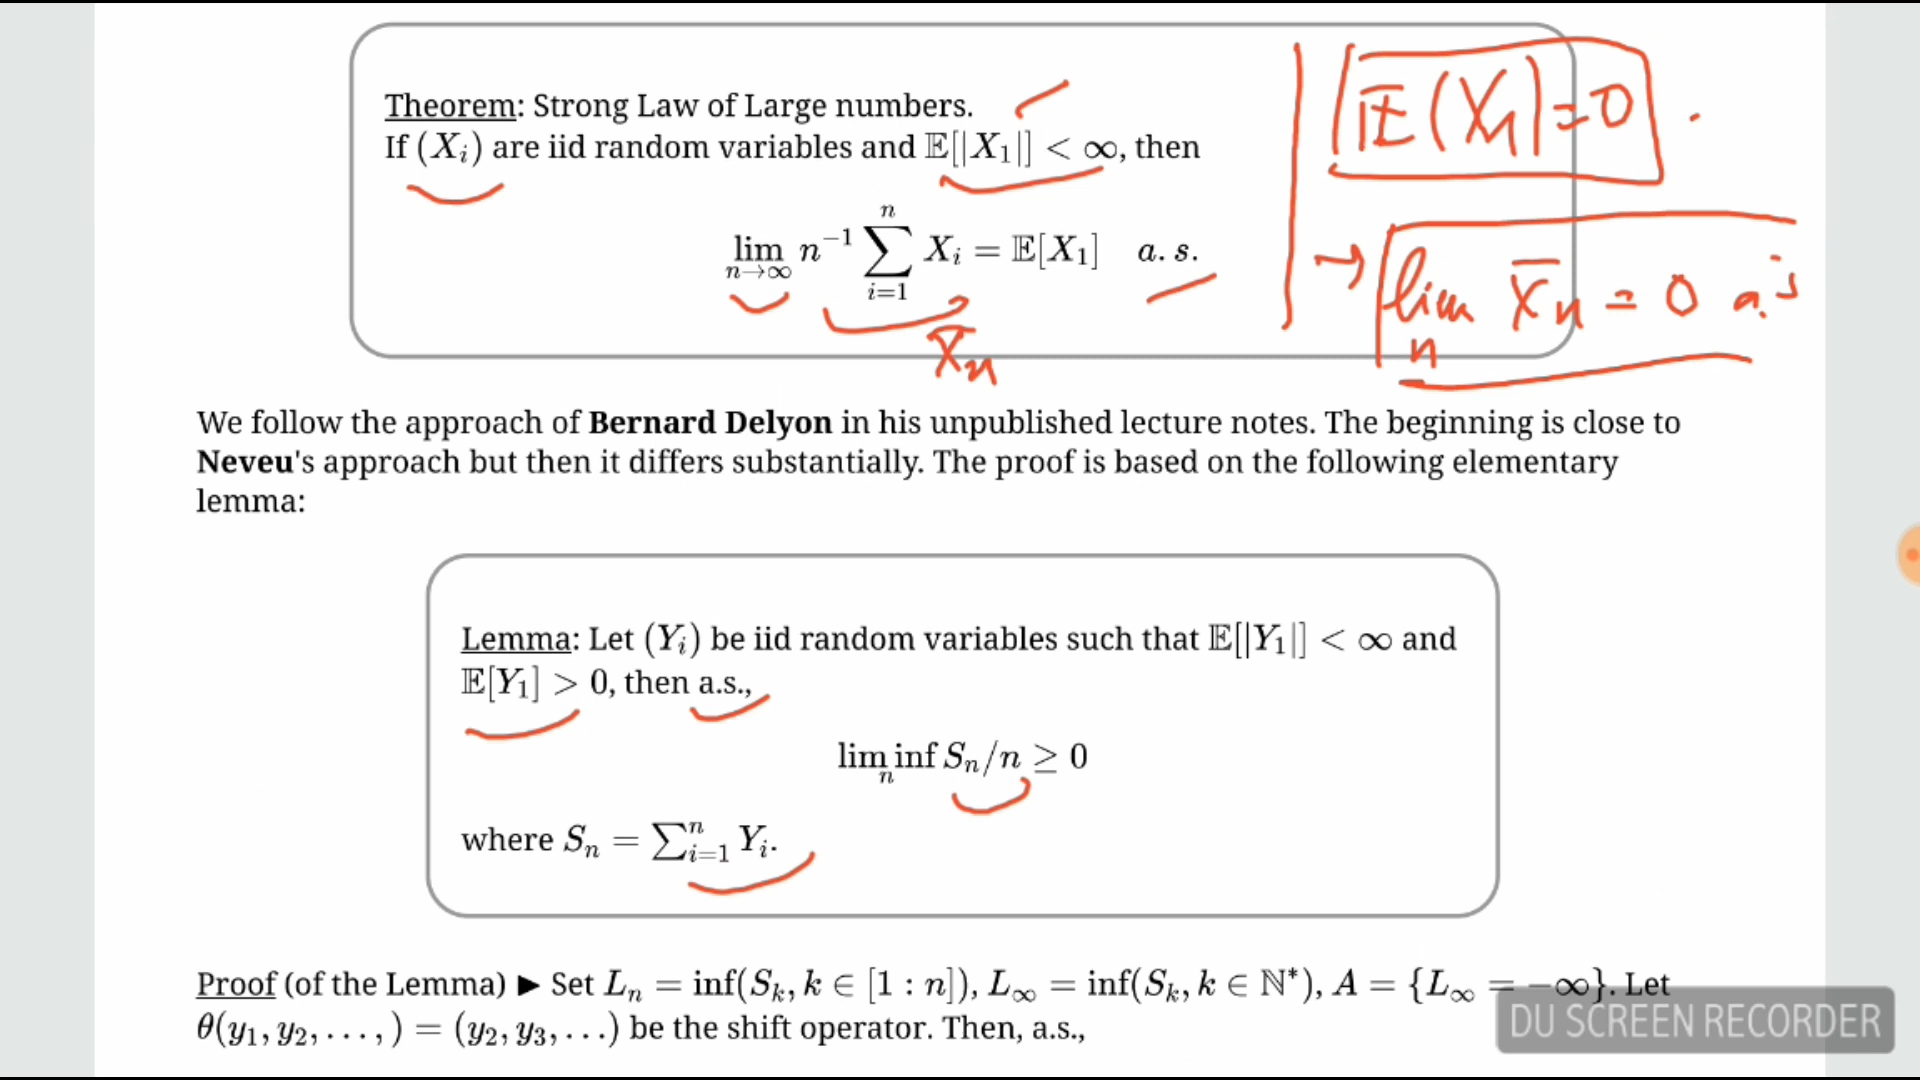 Theorem: Strong Law of Large numbers.
If (X_i) are iid random variables and 𝔼[|X_1|] < ∞, then
lim_{n→∞} n^{-1} ∑_{i=1}^{n} X_i = 𝔼[X_1] a. s.
X̄_n
𝔼(X_1)=0.
→ lim_n X̄_n = 0 a.s
We follow the approach of Bernard Delyon in his unpublished lecture notes. The beginning is close to
Neveu's approach but then it differs substantially. The proof is based on the following elementary
lemma:
Lemma: Let (Y_i) be iid random variables such that 𝔼[|Y_1|] < ∞ and
𝔼[Y_1] > 0, then a.s.,
lim inf_n S_n/n ≥ 0
where S_n = ∑_{i=1}^{n} Y_i.
Proof (of the Lemma) ▶ Set L_n = inf(S_k, k ∈ [1 : n]), L_∞ = inf(S_k, k ∈ ℕ*), A = {L_∞ = −∞}. Let
θ(y_1, y_2, . . . , ) = (y_2, y_3, . . .) be the shift operator. Then, a.s.,
DU SCREEN RECORDER